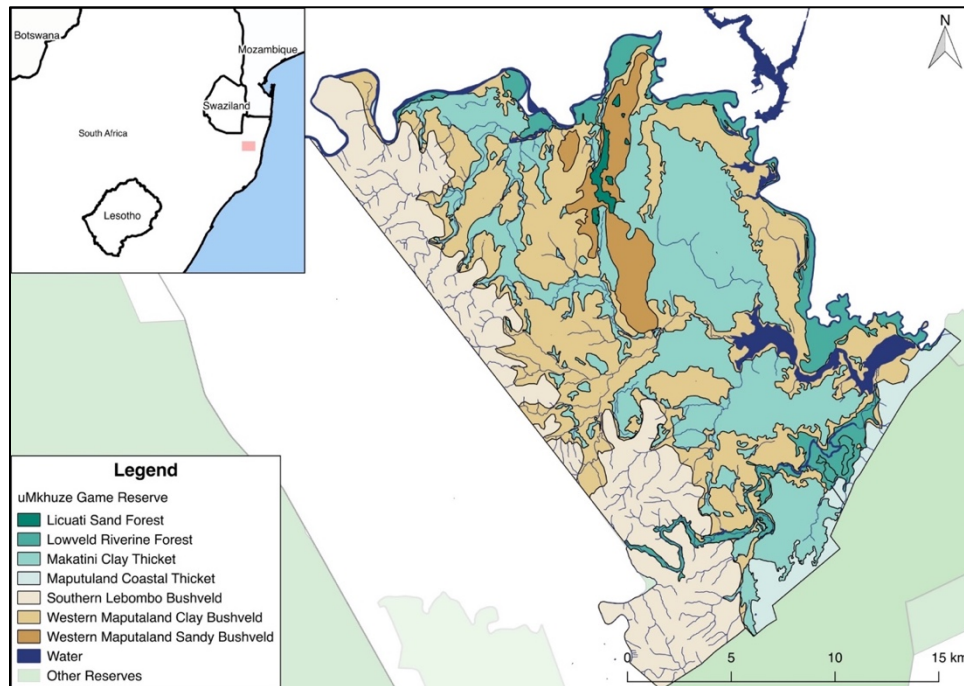 Botswana
Mozambique
Swaziland
South Africa
Lesotho
N
Legend
uMkhuze Game Reserve
Licuati Sand Forest
Lowveld Riverine Forest
Makatini Clay Thicket
Maputuland Coastal Thicket
Southern Lebombo Bushveld
Western Maputaland Clay Bushveld
Western Maputaland Sandy Bushveld
Water
Other Reserves
0 5 10 15 km